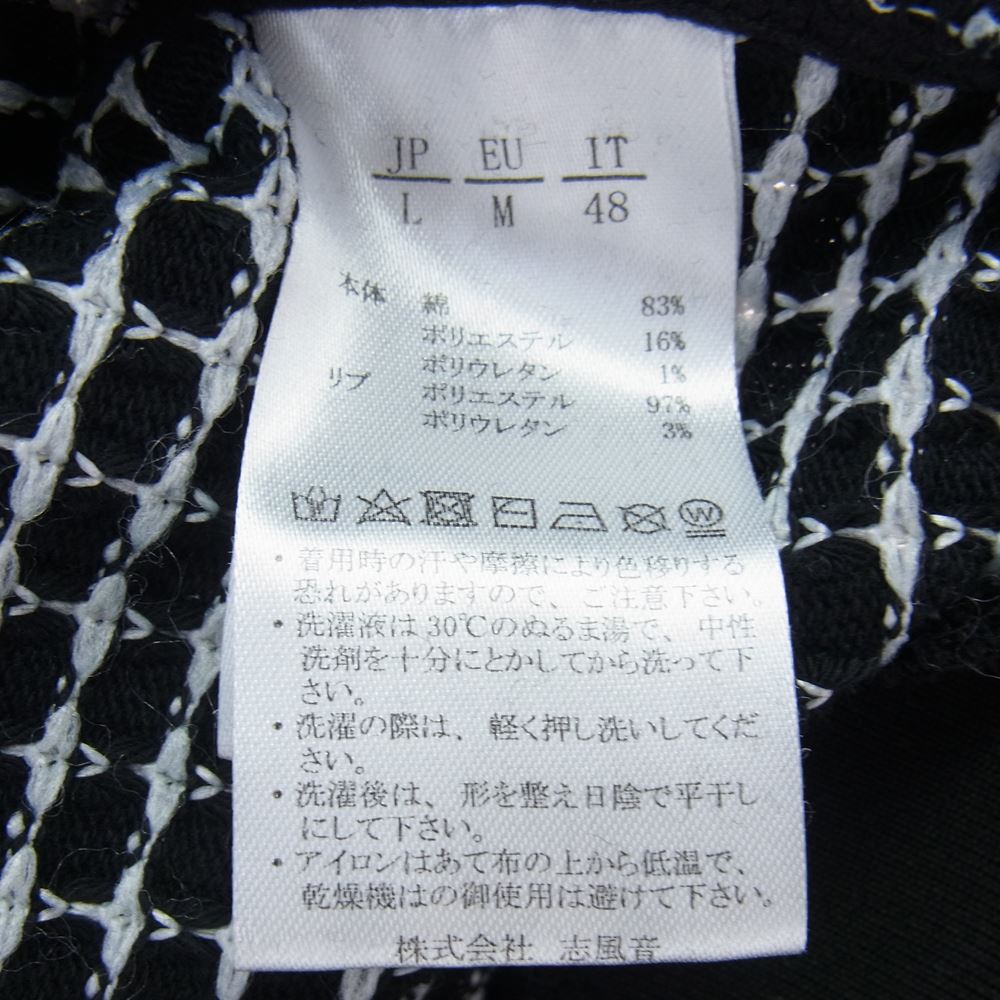 JP EU IT
L M 48
本体 綿 83%
ポリエステル 16%
ポリウレタン 1%
リブ ポリエステル 97%
ポリウレタン 3%
W
・着用時の汗や摩擦により色移りする
恐れがありますので、ご注意下さい。
・洗濯液は30℃のぬるま湯で、中性
洗剤を十分にとかしてから洗って下
さい。
・洗濯の際は、軽く押し洗いしてくだ
さい。
・洗濯後は、形を整え日陰で平干し
にして下さい。
・アイロンはあて布の上から低温で、
乾燥機はの御使用は避けて下さい。
株式会社 志風音